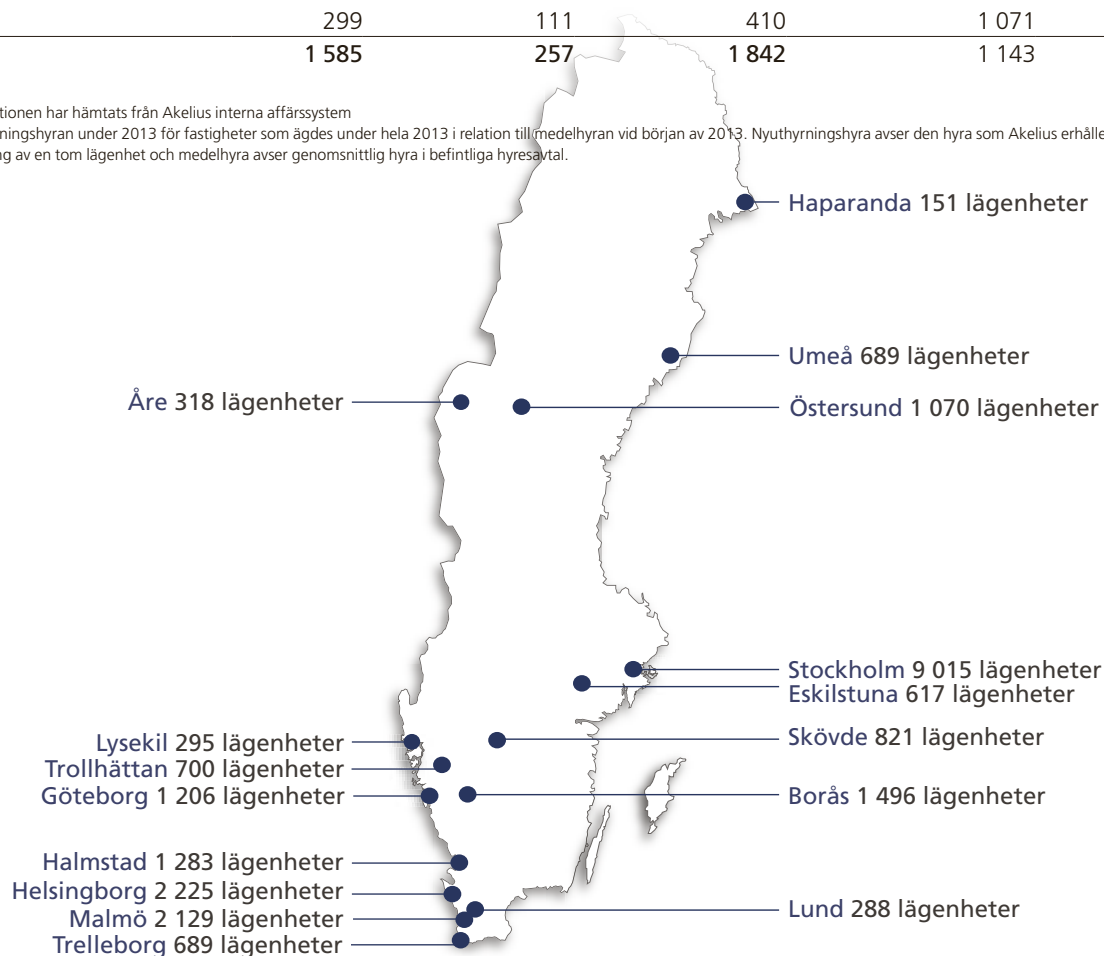 299 111 410 1 071
1 585 257 1 842 1 143
tionen har hämtats från Akelius interna affärssystem
ningshyran under 2013 för fastigheter som ägdes under hela 2013 i relation till medelhyran vid början av 2013. Nyuthyrningshyra avser den hyra som Akelius erhålle
ng av en tom lägenhet och medelhyra avser genomsnittlig hyra i befintliga hyresavtal.
Haparanda 151 lägenheter
Umeå 689 lägenheter
Åre 318 lägenheter
Östersund 1 070 lägenheter
Stockholm 9 015 lägenheter
Eskilstuna 617 lägenheter
Lysekil 295 lägenheter
Skövde 821 lägenheter
Trollhättan 700 lägenheter
Göteborg 1 206 lägenheter
Borås 1 496 lägenheter
Halmstad 1 283 lägenheter
Helsingborg 2 225 lägenheter
Malmö 2 129 lägenheter
Lund 288 lägenheter
Trelleborg 689 lägenheter